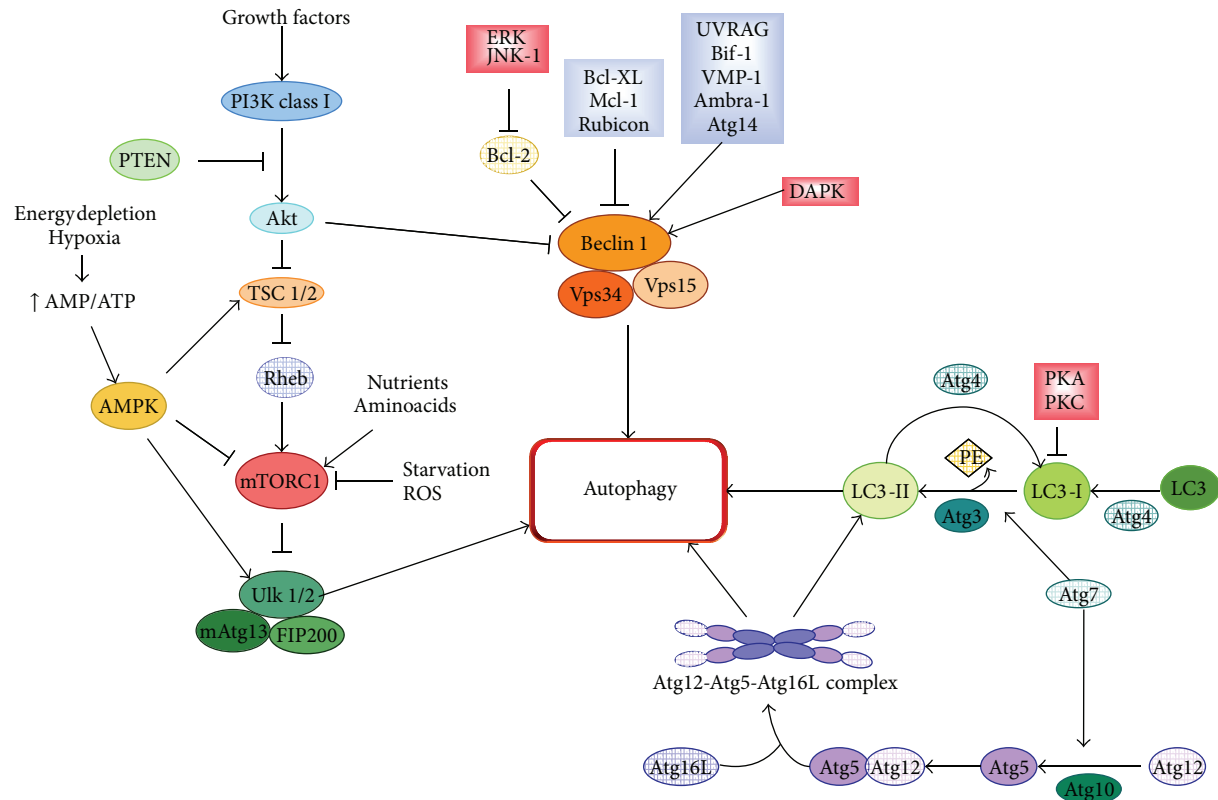 Growth factors
PI3K class I
PTEN
Akt
Energy depletion
Hypoxia
↑ AMP/ATP
TSC 1/2
Rheb
AMPK
Nutrients
Aminoacids
mTORC1
Starvation
ROS
Ulk 1/2
mAtg13
FIP200
ERK
JNK-1
Bcl-2
Bcl-XL
Mcl-1
Rubicon
UVRAG
Bif-1
VMP-1
Ambra-1
Atg14
DAPK
Beclin 1
Vps34
Vps15
Autophagy
Atg4
PKA
PKC
PE
LC3-II
LC3-I
LC3
Atg3
Atg4
Atg7
Atg12-Atg5-Atg16L complex
Atg16L
Atg5
Atg12
Atg5
Atg10
Atg12